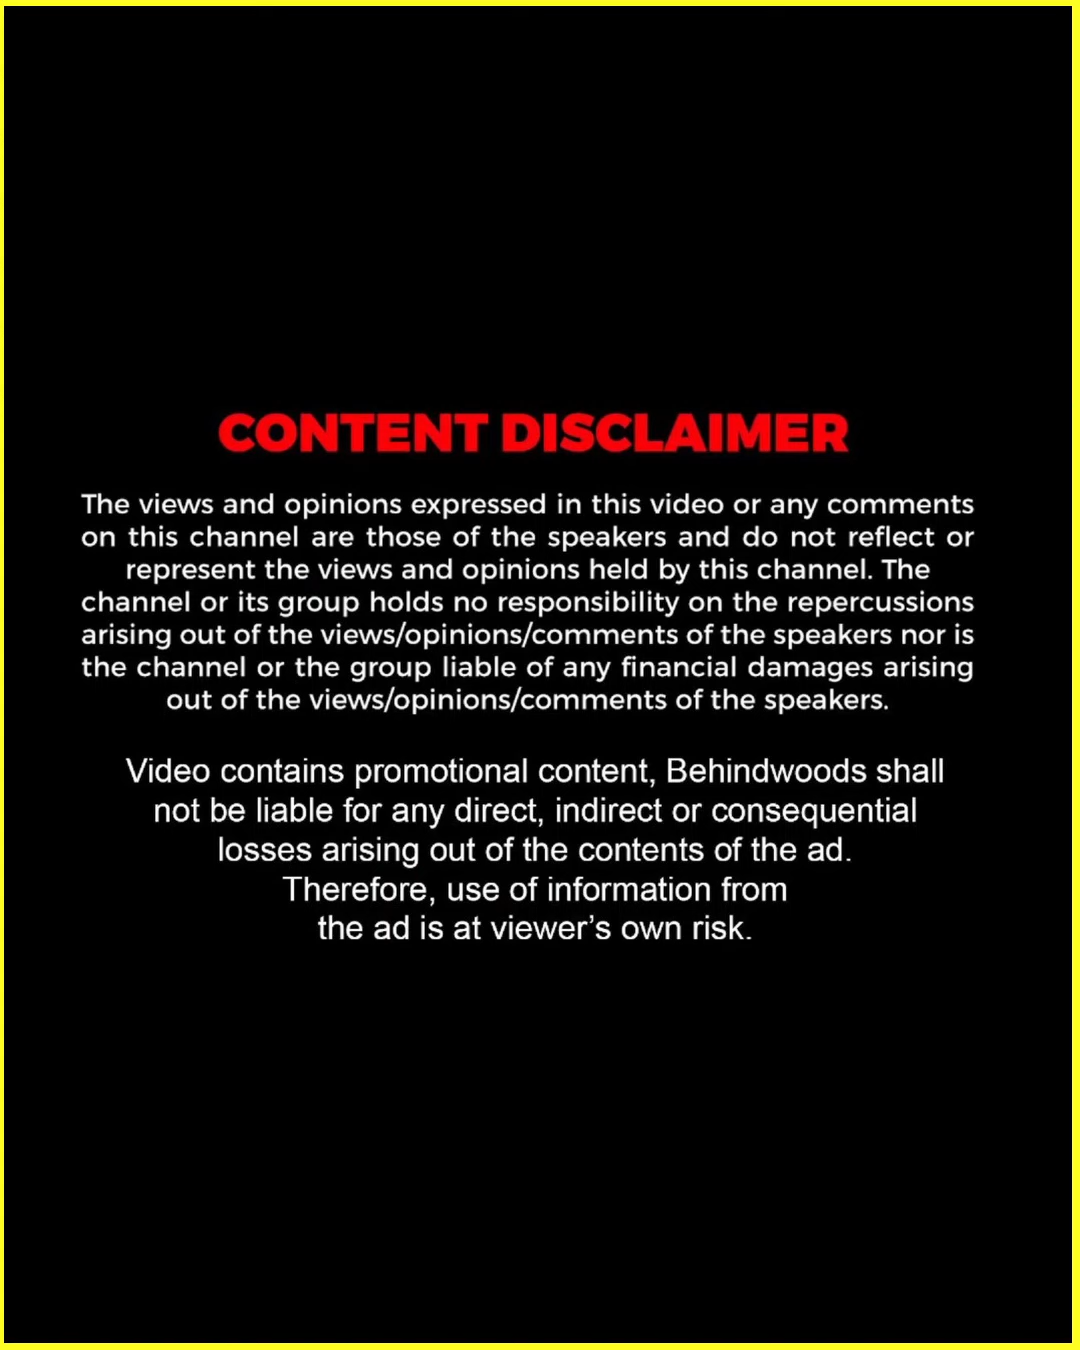 CONTENT DISCLAIMER
The views and opinions expressed in this video or any comments
on this channel are those of the speakers and do not reflect or
represent the views and opinions held by this channel. The
channel or its group holds no responsibility on the repercussions
arising out of the views/opinions/comments of the speakers nor is
the channel or the group liable of any financial damages arising
out of the views/opinions/comments of the speakers.
Video contains promotional content, Behindwoods shall
not be liable for any direct, indirect or consequential
losses arising out of the contents of the ad.
Therefore, use of information from
the ad is at viewer’s own risk.